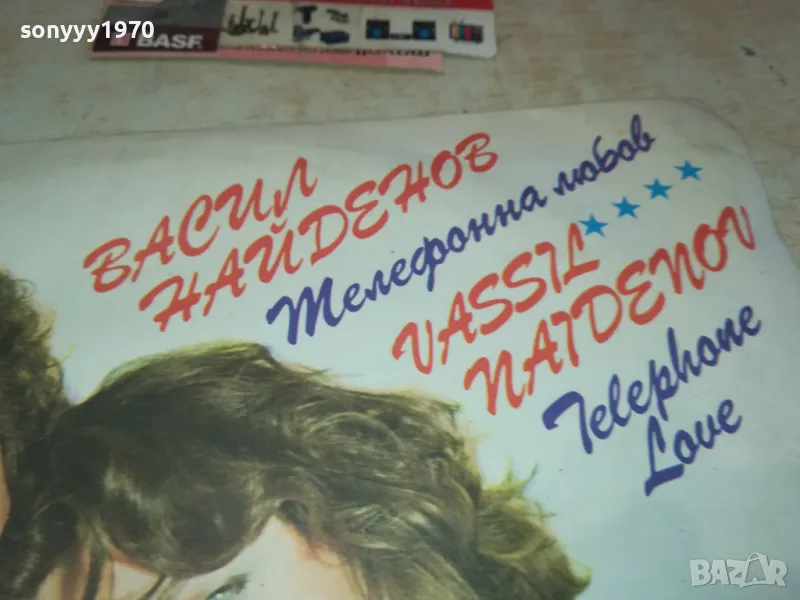 sonyyy1970
BASF
ВАСИЛ
НАЙДЕНОВ
Телефонна любов
VASSIL
NAIDENOV
Telephone
Love
BAZAR